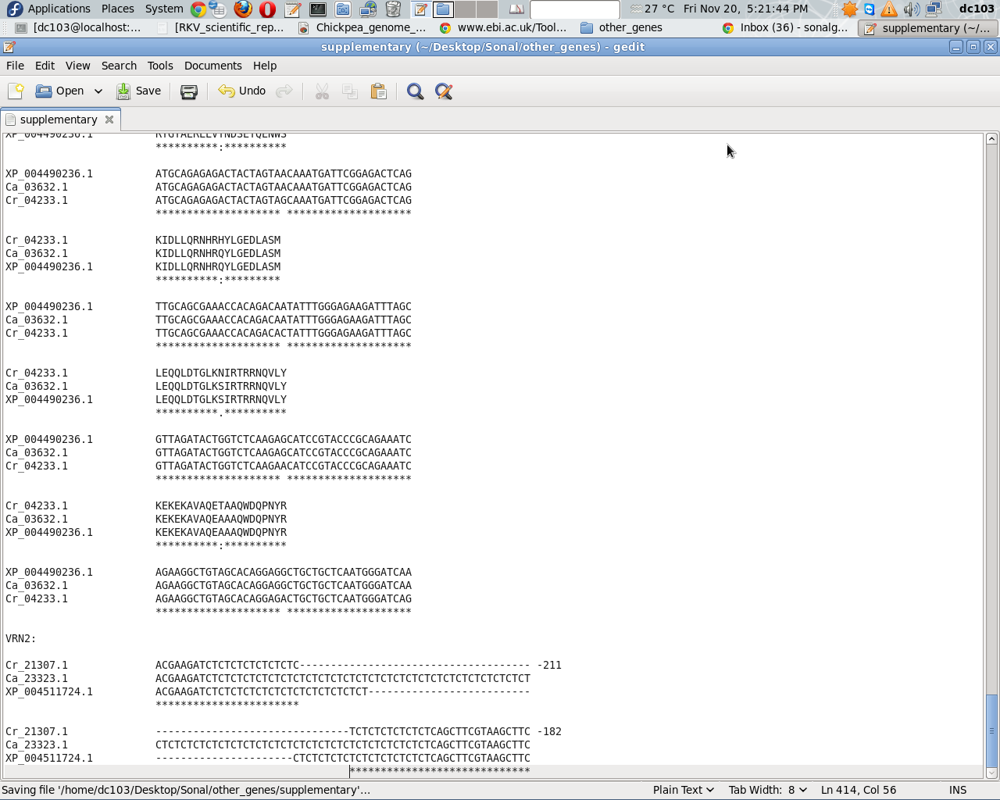 Applications Places System 27 °C Fri Nov 20, 5:21:44 PM dc103
[dc103@localhost:... [RKV_scientific_rep... Chickpea_genome_... www.ebi.ac.uk/Tool... other_genes Inbox (36) - sonalg... supplementary (~/...
supplementary (~/Desktop/Sonal/other_genes) - gedit
File Edit View Search Tools Documents Help
Open Save Undo
supplementary
XP_004490236.1 RTGTAERLLVTNDSETQENWS
**********:**********
XP_004490236.1 ATGCAGAGAGACTACTAGTAACAAATGATTCGGAGACTCAG
Ca_03632.1 ATGCAGAGAGACTACTAGTAACAAATGATTCGGAGACTCAG
Cr_04233.1 ATGCAGAGAGACTACTAGTAGCAAATGATTCGGAGACTCAG
******************** ********************
Cr_04233.1 KIDLLQRNHRHYLGEDLASM
Ca_03632.1 KIDLLQRNHRQYLGEDLASM
XP_004490236.1 KIDLLQRNHRQYLGEDLASM
**********:*********
XP_004490236.1 TTGCAGCGAAACCACAGACAATATTTGGGAGAAGATTTAGC
Ca_03632.1 TTGCAGCGAAACCACAGACAATATTTGGGAGAAGATTTAGC
Cr_04233.1 TTGCAGCGAAACCACAGACACTATTTGGGAGAAGATTTAGC
******************** ********************
Cr_04233.1 LEQQLDTGLKNIRTRRNQVLY
Ca_03632.1 LEQQLDTGLKSIRTRRNQVLY
XP_004490236.1 LEQQLDTGLKSIRTRRNQVLY
**********.**********
XP_004490236.1 GTTAGATACTGGTCTCAAGAGCATCCGTACCCGCAGAAATC
Ca_03632.1 GTTAGATACTGGTCTCAAGAGCATCCGTACCCGCAGAAATC
Cr_04233.1 GTTAGATACTGGTCTCAAGAACATCCGTACCCGCAGAAATC
******************** ********************
Cr_04233.1 KEKEKAVAQETAAQWDQPNYR
Ca_03632.1 KEKEKAVAQEAAAQWDQPNYR
XP_004490236.1 KEKEKAVAQEAAAQWDQPNYR
**********:**********
XP_004490236.1 AGAAGGCTGTAGCACAGGAGGCTGCTGCTCAATGGGATCAA
Ca_03632.1 AGAAGGCTGTAGCACAGGAGGCTGCTGCTCAATGGGATCAA
Cr_04233.1 AGAAGGCTGTAGCACAGGAGACTGCTGCTCAATGGGATCAG
******************** ********************
VRN2:
Cr_21307.1 ACGAAGATCTCTCTCTCTCTCTC------------------------------------- -211
Ca_23323.1 ACGAAGATCTCTCTCTCTCTCTCTCTCTCTCTCTCTCTCTCTCTCTCTCTCTCTCTCTCT
XP_004511724.1 ACGAAGATCTCTCTCTCTCTCTCTCTCTCTCTCT--------------------------
***********************
Cr_21307.1 -------------------------------TCTCTCTCTCTCTCAGCTTCGTAAGCTTC -182
Ca_23323.1 CTCTCTCTCTCTCTCTCTCTCTCTCTCTCTCTCTCTCTCTCTCTCAGCTTCGTAAGCTTC
XP_004511724.1 ----------------------CTCTCTCTCTCTCTCTCTCTCTCAGCTTCGTAAGCTTC
*****************************
Saving file '/home/dc103/Desktop/Sonal/other_genes/supplementary'... Plain Text Tab Width: 8 Ln 414, Col 56 INS